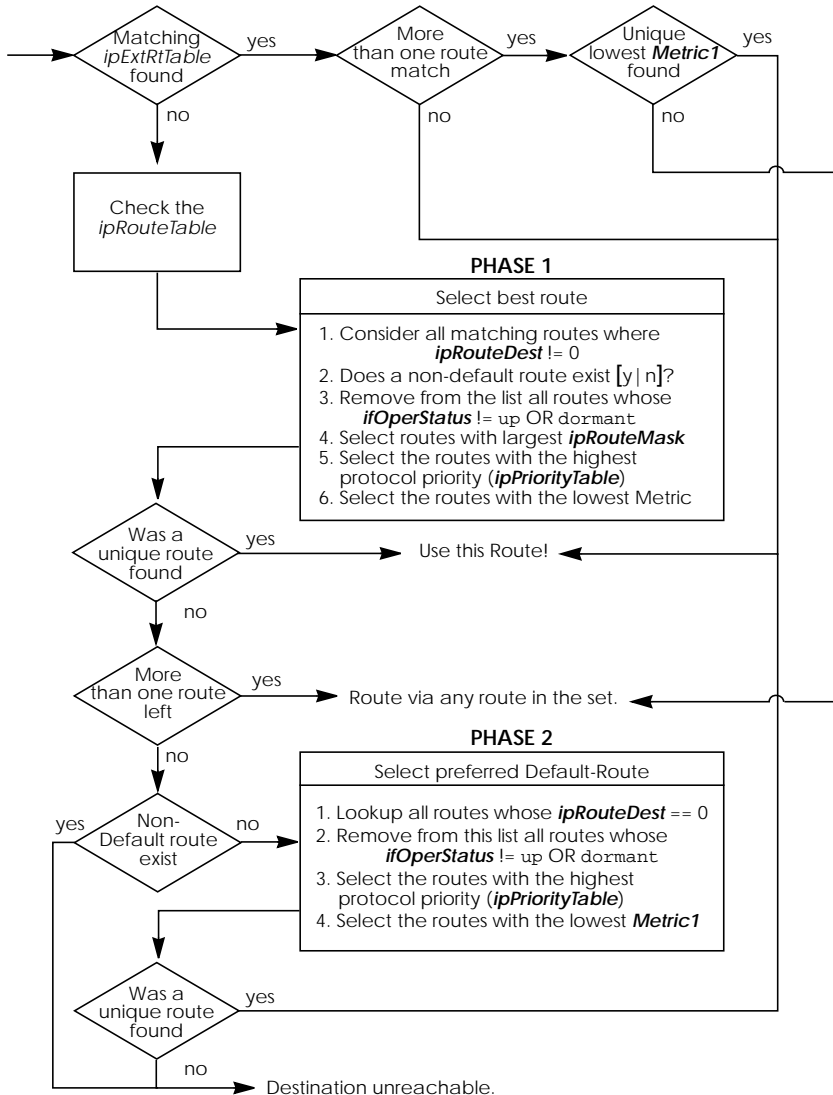 Matching
ipExtRtTable
found
yes
no
More
than one route
match
yes
no
Unique
lowest Metric1
found
yes
no
Check the
ipRouteTable
PHASE 1
Select best route
1. Consider all matching routes where
ipRouteDest != 0
2. Does a non-default route exist [y|n]?
3. Remove from the list all routes whose
ifOperStatus != up OR dormant
4. Select routes with largest ipRouteMask
5. Select the routes with the highest
protocol priority (ipPriorityTable)
6. Select the routes with the lowest Metric
Was a
unique route
found
yes
no
Use this Route!
More
than one route
left
yes
no
Route via any route in the set.
PHASE 2
Select preferred Default-Route
1. Lookup all routes whose ipRouteDest == 0
2. Remove from this list all routes whose
ifOperStatus != up OR dormant
3. Select the routes with the highest
protocol priority (ipPriorityTable)
4. Select the routes with the lowest Metric1
yes
Non-
Default route
exist
no
Was a
unique route
found
yes
no
Destination unreachable.